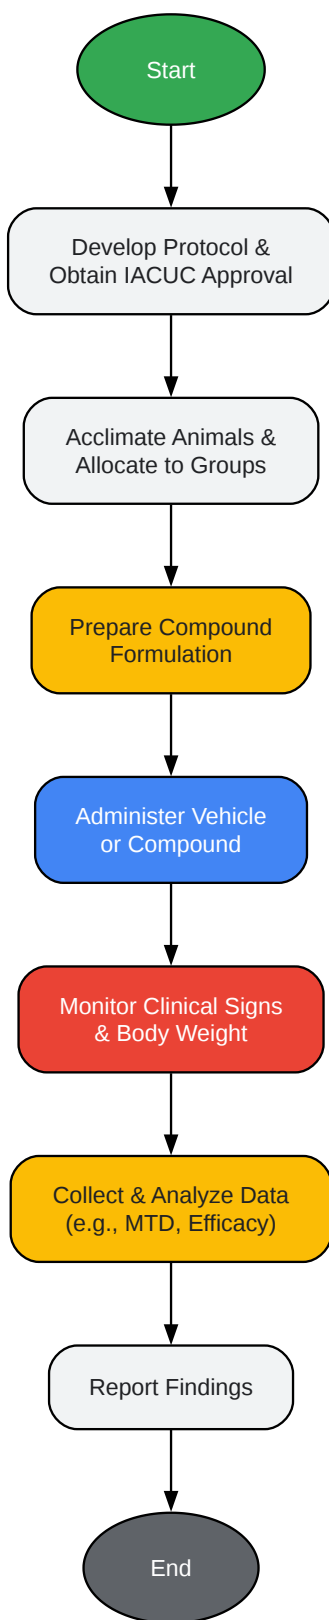 Start
Develop Protocol &
Obtain IACUC Approval
Acclimate Animals &
Allocate to Groups
Prepare Compound
Formulation
Administer Vehicle
or Compound
Monitor Clinical Signs
& Body Weight
Collect & Analyze Data
(e.g., MTD, Efficacy)
Report Findings
End